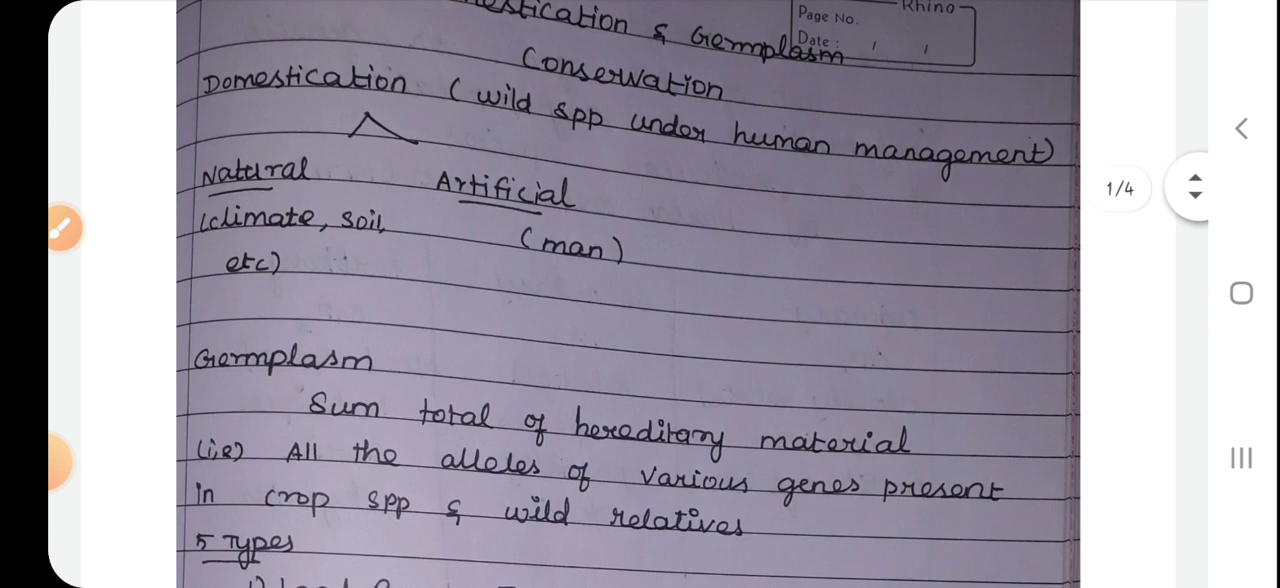 Rhino
Page No.
Date : / /
& Germplasm
Conservation
Domestication ( wild spp under human management)
Natural Artificial
(climate, soil, (man)
etc)
1/4
Germplasm
Sum total of hereditary material
(i.e) All the alleles of various genes present
in crop spp & wild relatives
5 Types